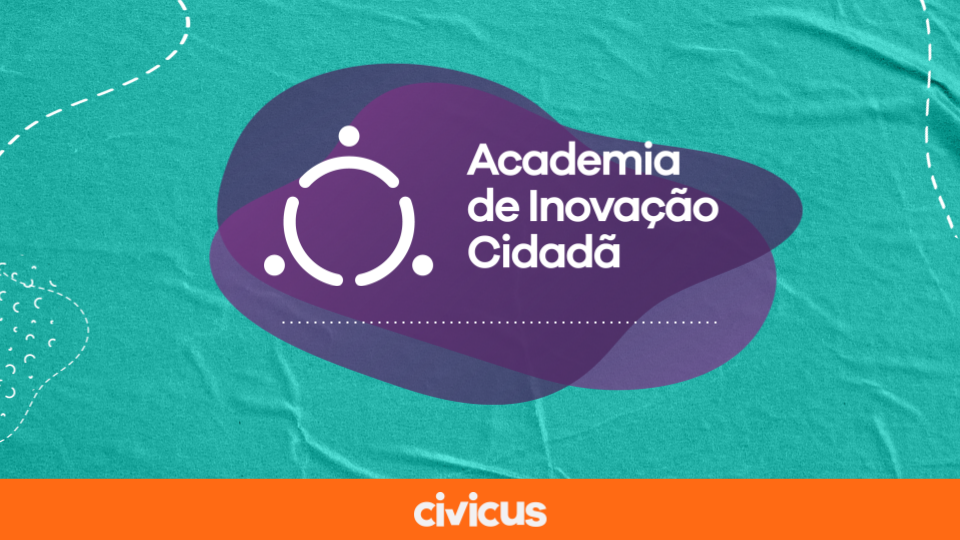 Academia
de Inovação
Cidadã
civicus